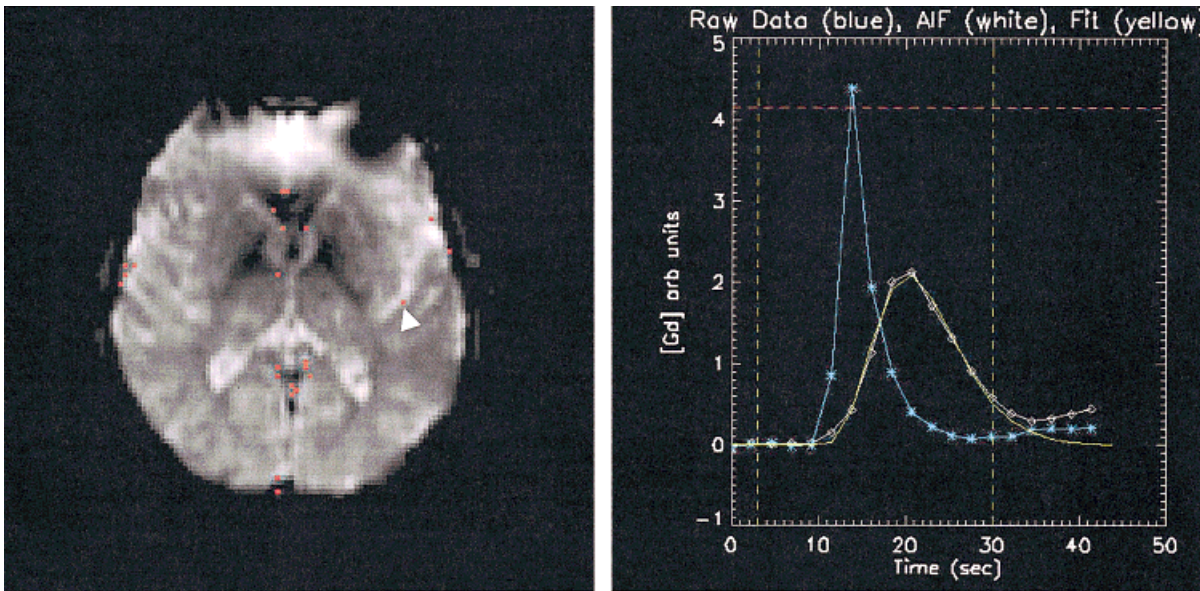 Raw Data (blue), AIF (white), Fit (yellow)
5
4
3
2
1
0
-1
[Gd] arb units
0 10 20 30 40 50
Time (sec)